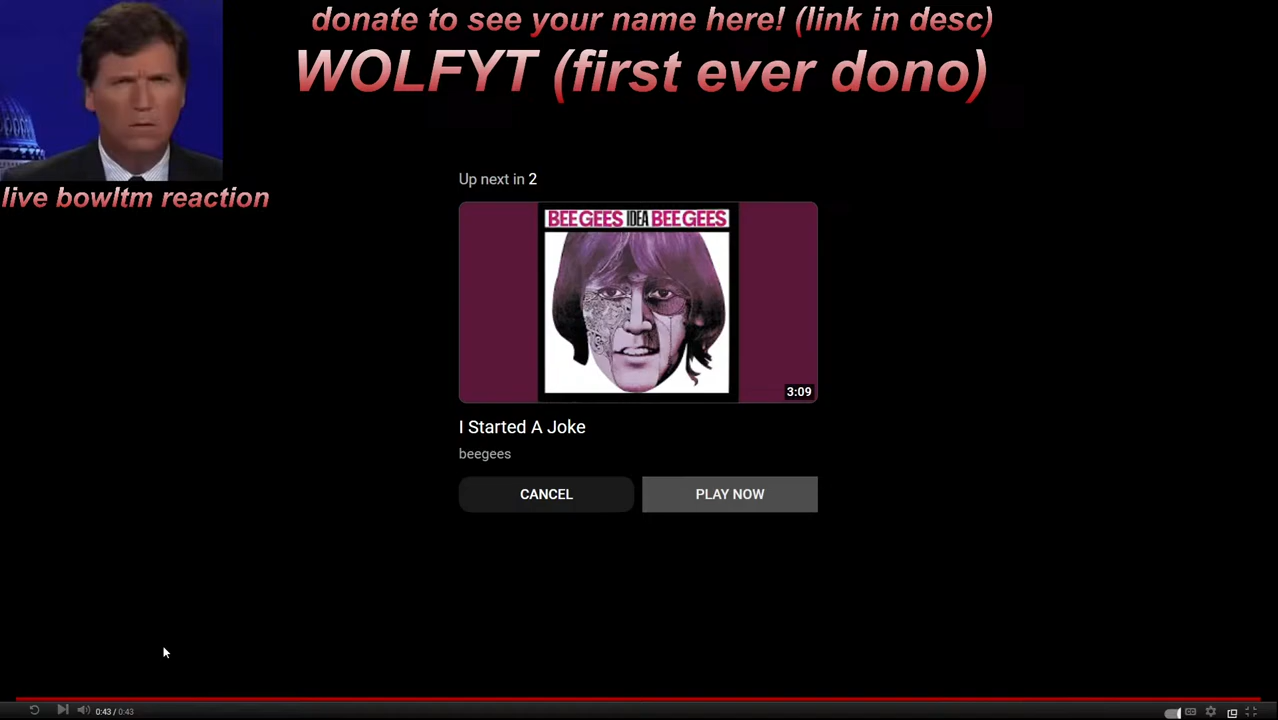 donate to see your name here! (link in desc)
WOLFYT (first ever dono)
live bowltm reaction
Up next in 2
BEE GEES IDEA BEE GEES
3:09
I Started A Joke
beegees
CANCEL
PLAY NOW
0:43 / 0:43
CC